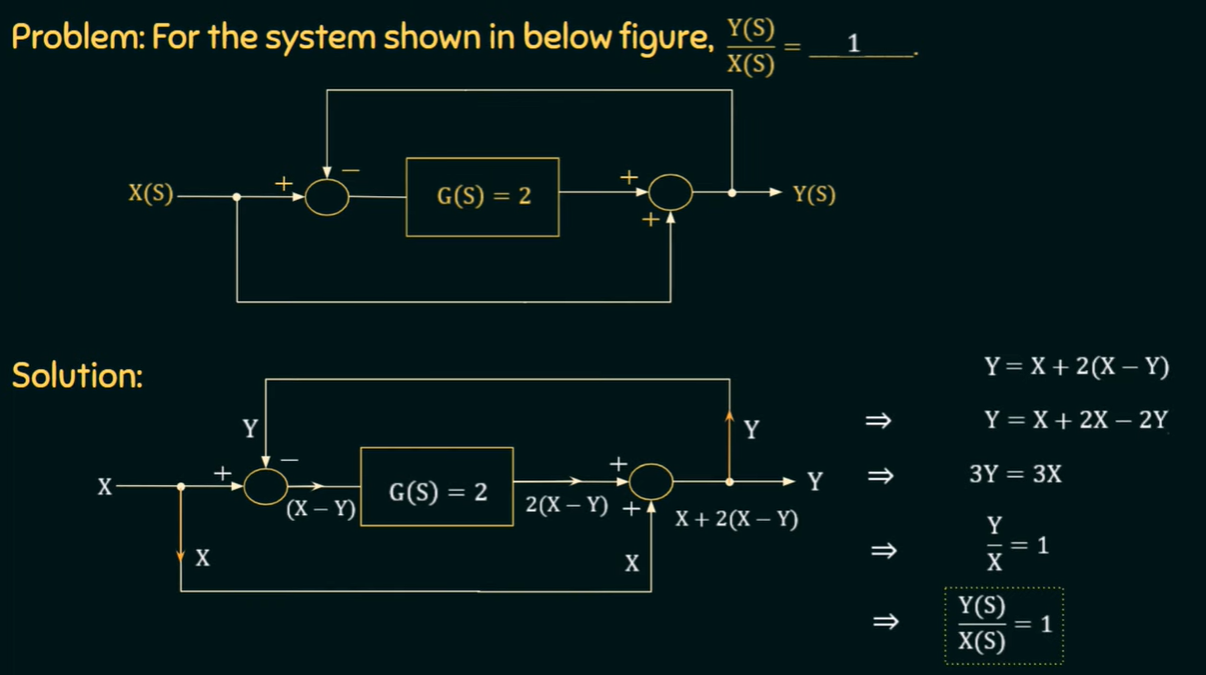 Problem: For the system shown in below figure, Y(S)/X(S) = __1__.
+
−
X(S)
G(S) = 2
+
+
Y(S)
Solution:
Y = X + 2(X – Y)
Y
−
Y
⇒ Y = X + 2X – 2Y
X
+
(X – Y)
G(S) = 2
2(X – Y)
+
+
X + 2(X – Y)
Y
⇒ 3Y = 3X
X
X
⇒ Y/X = 1
⇒ Y(S)/X(S) = 1